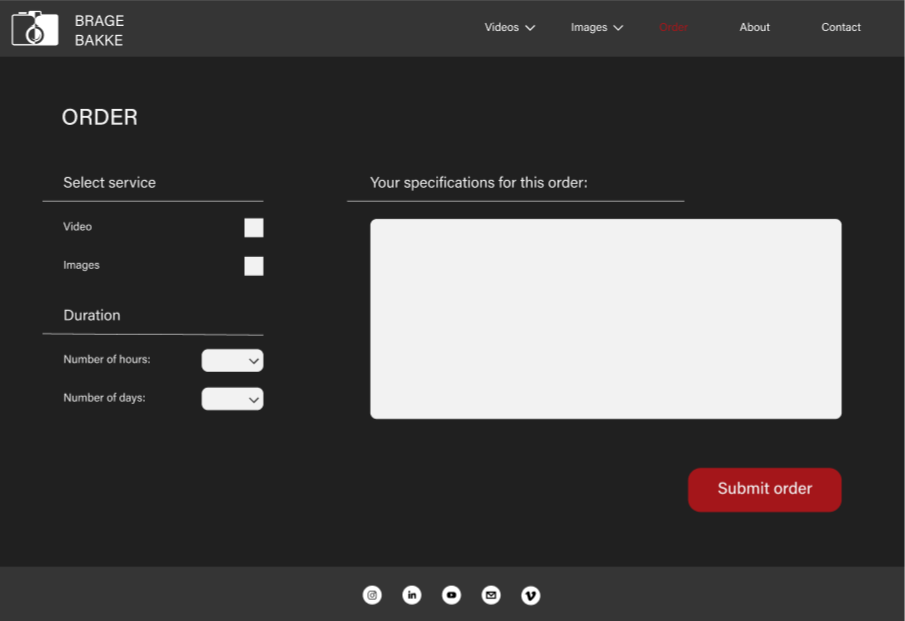 BRAGE
BAKKE
Videos
Images
Order
About
Contact
ORDER
Select service
Video
Images
Duration
Number of hours:
Number of days:
Your specifications for this order:
Submit order